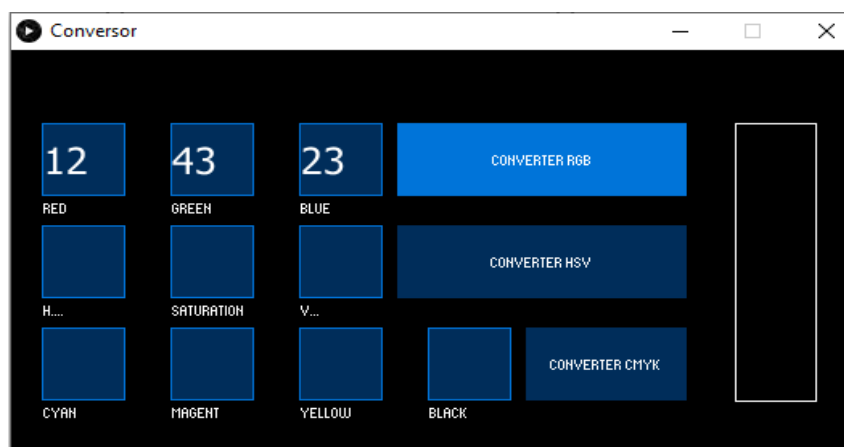 Conversor
12 43 23 CONVERTER RGB
RED GREEN BLUE
CONVERTER HSV
H.... SATURATION V...
CONVERTER CMYK
CYAN MAGENT YELLOW BLACK